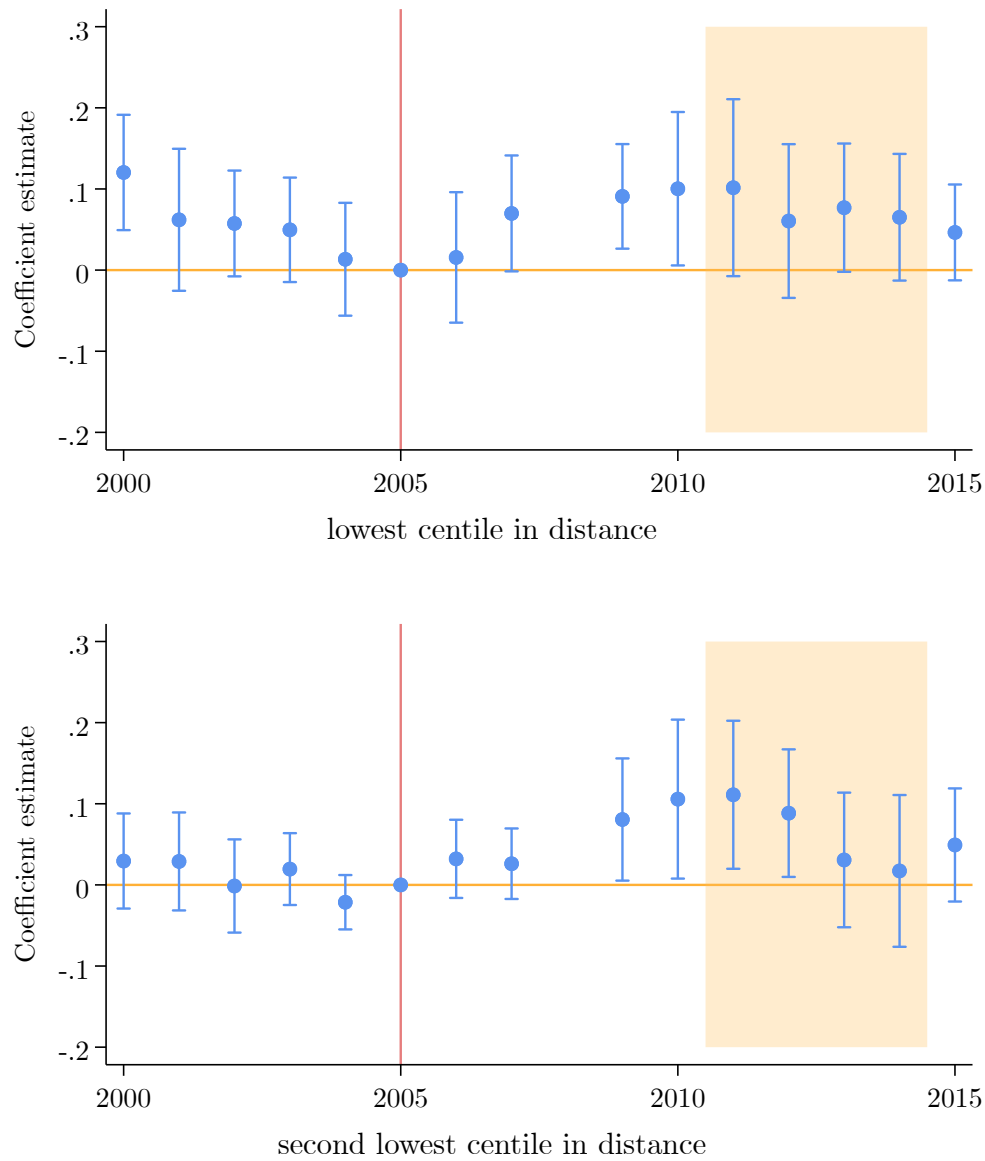 Coefficient estimate
.3
.2
.1
0
-.1
-.2
2000 2005 2010 2015
lowest centile in distance
Coefficient estimate
.3
.2
.1
0
-.1
-.2
2000 2005 2010 2015
second lowest centile in distance